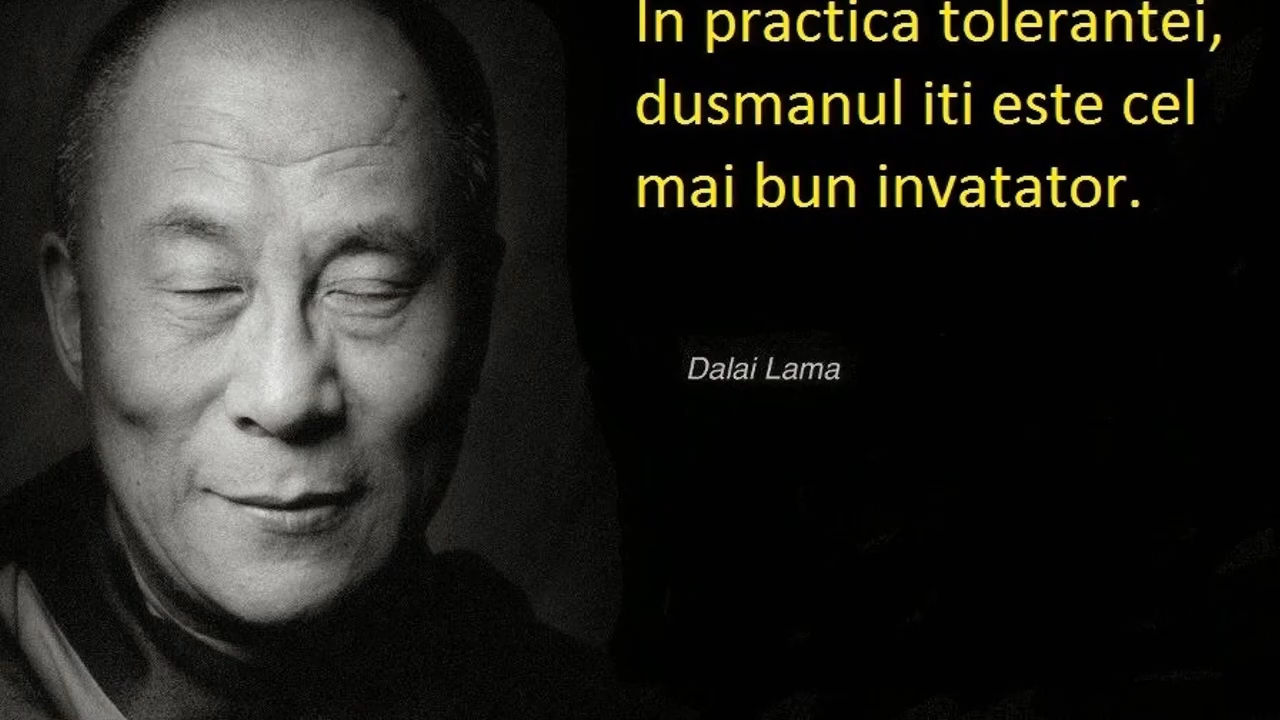 In practica tolerantei,
dusmanul iti este cel
mai bun invatator.
Dalai Lama